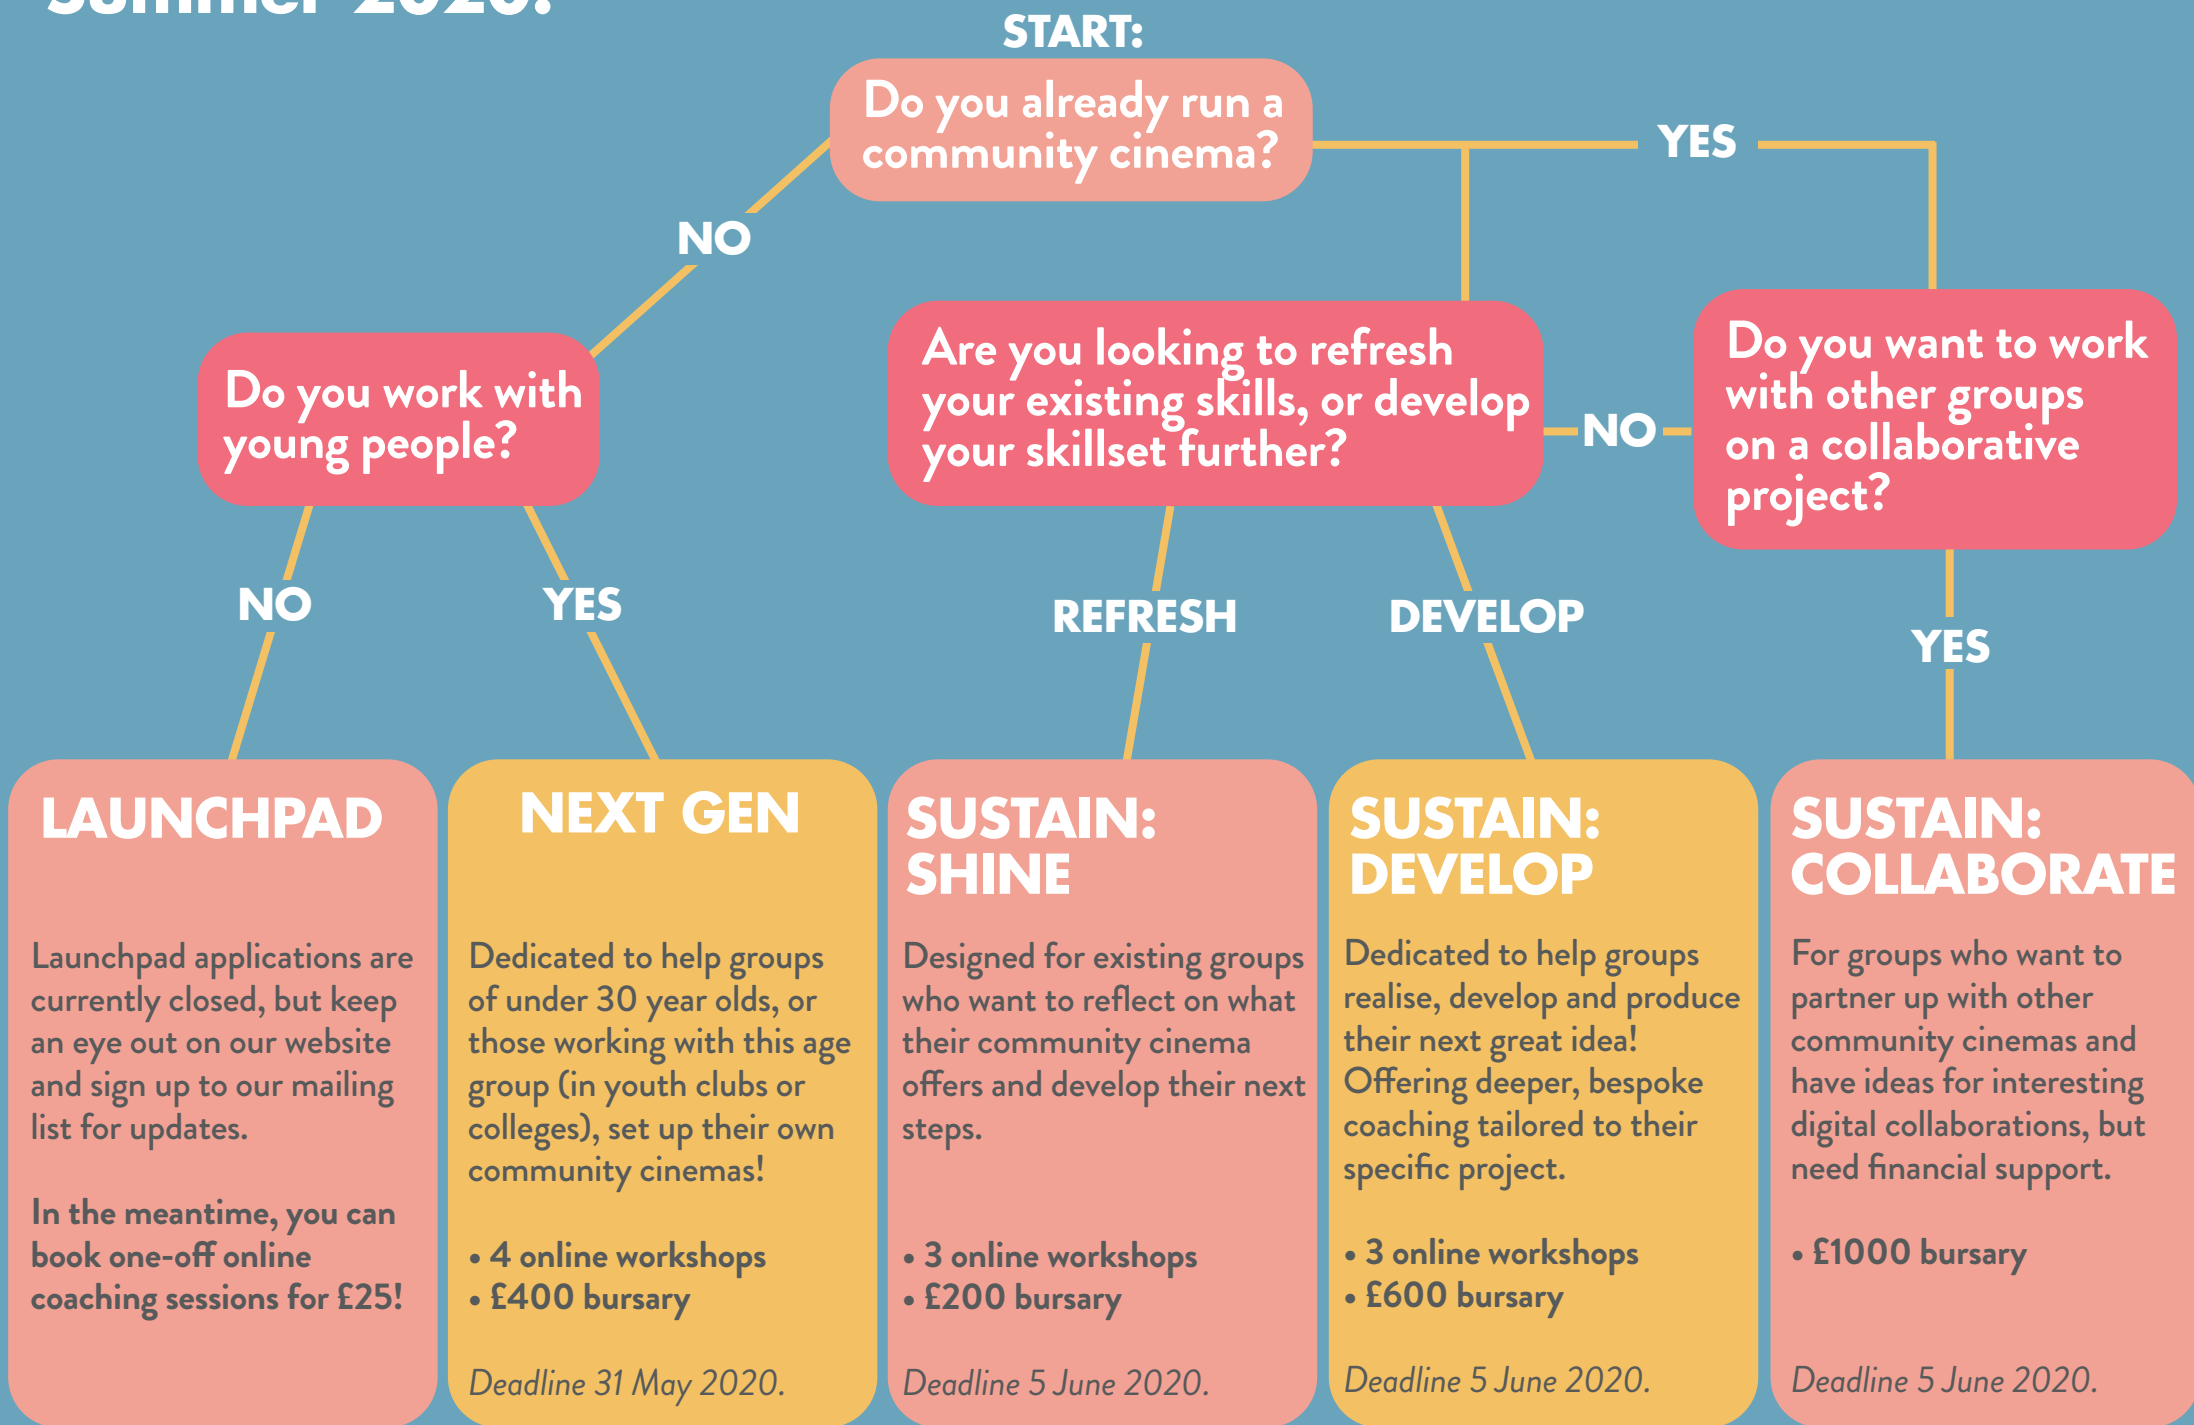 Summer 2020.
START:
Do you already run a
community cinema?
YES
NO
Do you work with
young people?
Are you looking to refresh
your existing skills, or develop
your skillset further?
NO
Do you want to work
with other groups
on a collaborative
project?
NO
YES
REFRESH
DEVELOP
YES
LAUNCHPAD
Launchpad applications are
currently closed, but keep
an eye out on our website
and sign up to our mailing
list for updates.
In the meantime, you can
book one-off online
coaching sessions for £25!
NEXT GEN
Dedicated to help groups
of under 30 year olds, or
those working with this age
group (in youth clubs or
colleges), set up their own
community cinemas!
• 4 online workshops
• £400 bursary
Deadline 31 May 2020.
SUSTAIN:
SHINE
Designed for existing groups
who want to reflect on what
their community cinema
offers and develop their next
steps.
• 3 online workshops
• £200 bursary
Deadline 5 June 2020.
SUSTAIN:
DEVELOP
Dedicated to help groups
realise, develop and produce
their next great idea!
Offering deeper, bespoke
coaching tailored to their
specific project.
• 3 online workshops
• £600 bursary
Deadline 5 June 2020.
SUSTAIN:
COLLABORATE
For groups who want to
partner up with other
community cinemas and
have ideas for interesting
digital collaborations, but
need financial support.
• £1000 bursary
Deadline 5 June 2020.